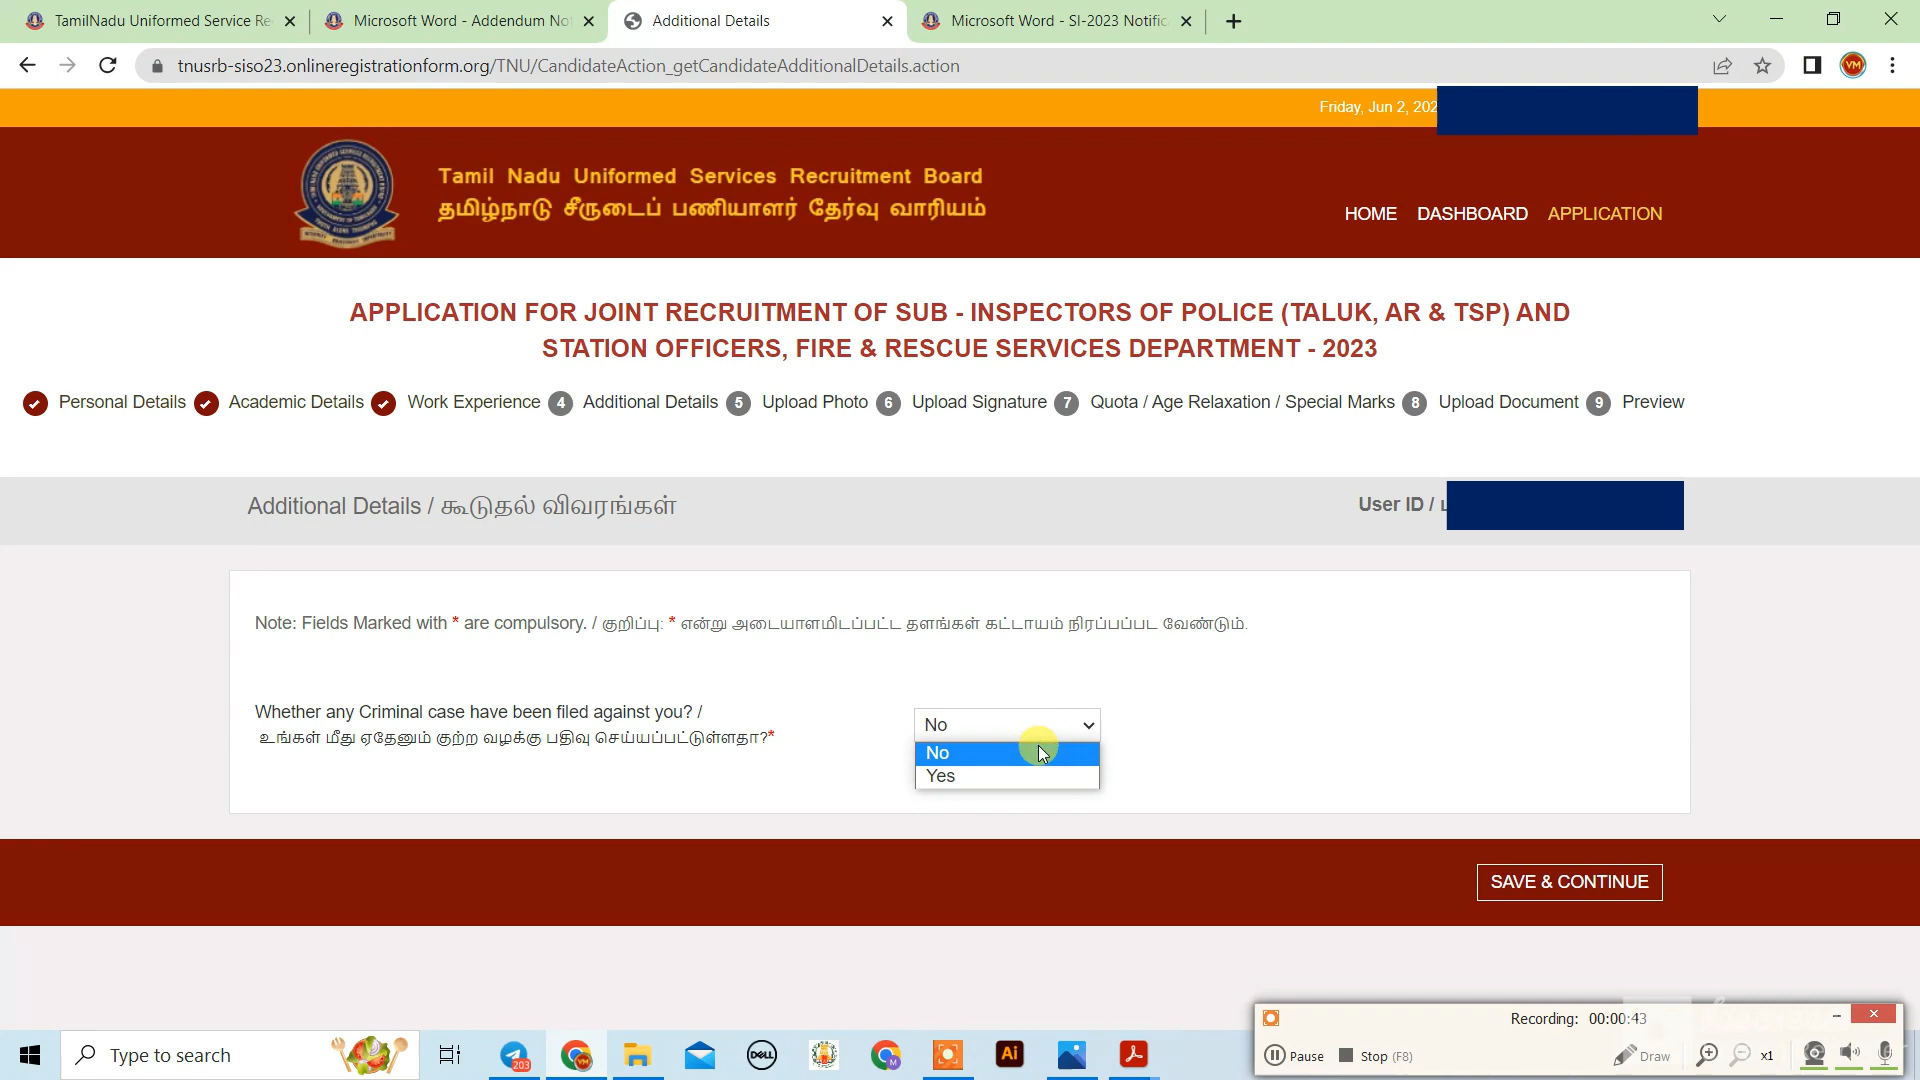 TamilNadu Uniformed Service Re
Microsoft Word - Addendum No
Additional Details
Microsoft Word - SI-2023 Notific
tnusrb-siso23.onlineregistrationform.org/TNU/CandidateAction_getCandidateAdditionalDetails.action
VM
Friday, Jun 2, 202
Tamil Nadu Uniformed Services Recruitment Board
தமிழ்நாடு சீருடைப் பணியாளர் தேர்வு வாரியம்
HOME DASHBOARD APPLICATION
APPLICATION FOR JOINT RECRUITMENT OF SUB - INSPECTORS OF POLICE (TALUK, AR & TSP) AND
STATION OFFICERS, FIRE & RESCUE SERVICES DEPARTMENT - 2023
Personal Details Academic Details Work Experience 4 Additional Details 5 Upload Photo 6 Upload Signature 7 Quota / Age Relaxation / Special Marks 8 Upload Document 9 Preview
Additional Details / கூடுதல் விவரங்கள்
User ID /
Note: Fields Marked with * are compulsory. / குறிப்பு: * என்று அடையாளமிடப்பட்ட தளங்கள் கட்டாயம் நிரப்பப்பட வேண்டும்.
Whether any Criminal case have been filed against you? /
உங்கள் மீது ஏதேனும் குற்ற வழக்கு பதிவு செய்யப்பட்டுள்ளதா?*
No
No
Yes
SAVE & CONTINUE
Recording: 00:00:43
Pause Stop (F8) Draw x1
Type to search
203
VM
DELL
M
Ai